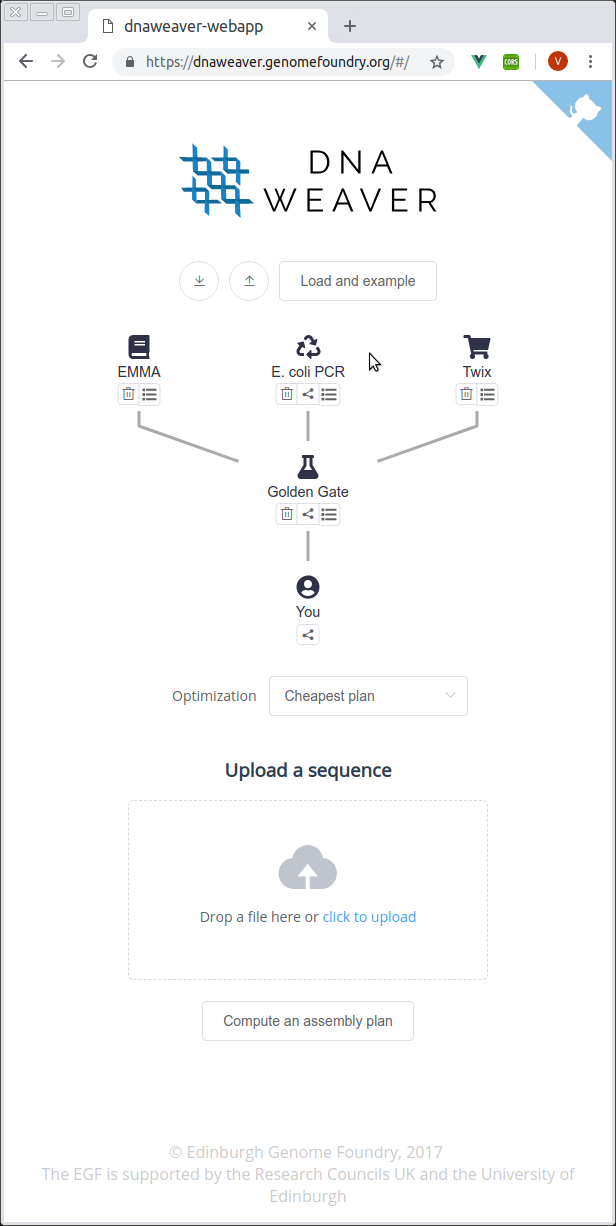 dnaweaver-webapp
https://dnaweaver.genomefoundry.org/#/
CORS
V
DNA
WEAVER
Load and example
EMMA
E. coli PCR
Twix
Golden Gate
You
Optimization
Cheapest plan
Upload a sequence
Drop a file here or click to upload
Compute an assembly plan
© Edinburgh Genome Foundry, 2017
The EGF is supported by the Research Councils UK and the University of
Edinburgh